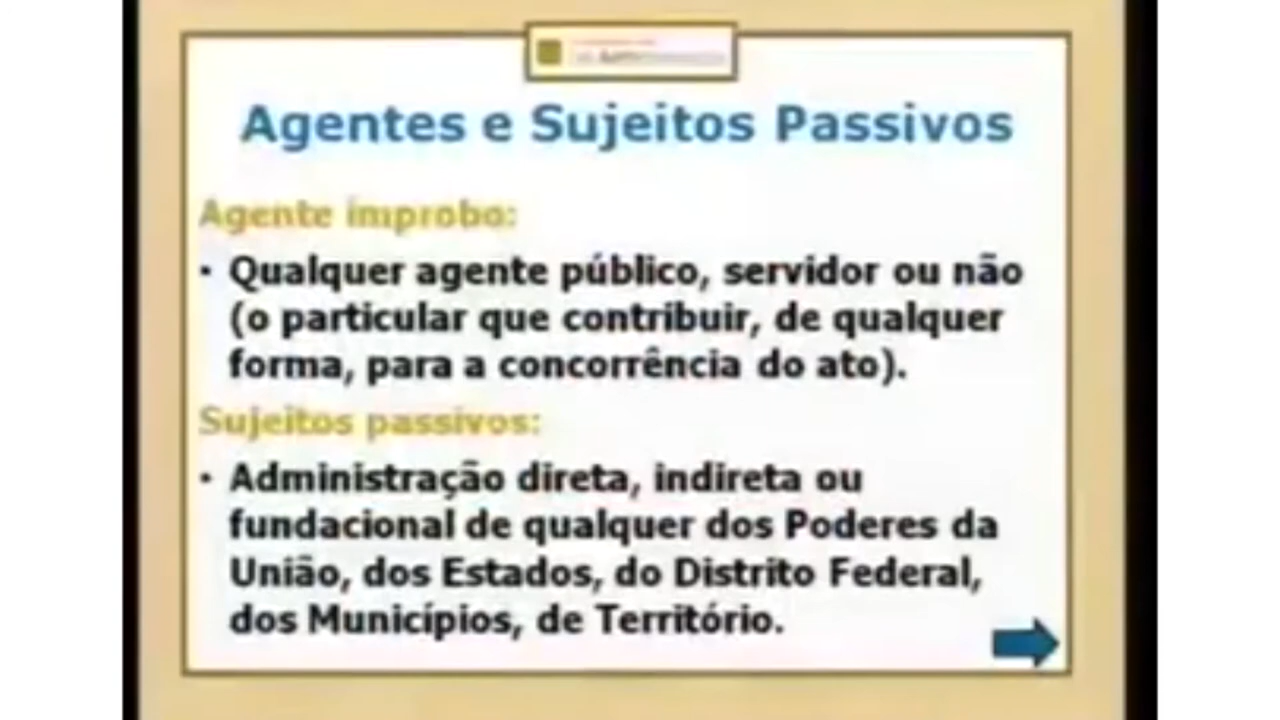 Agentes e Sujeitos Passivos
Agente ímprobo:
• Qualquer agente público, servidor ou não
(o particular que contribuir, de qualquer
forma, para a concorrência do ato).
Sujeitos passivos:
• Administração direta, indireta ou
fundacional de qualquer dos Poderes da
União, dos Estados, do Distrito Federal,
dos Municípios, de Território.